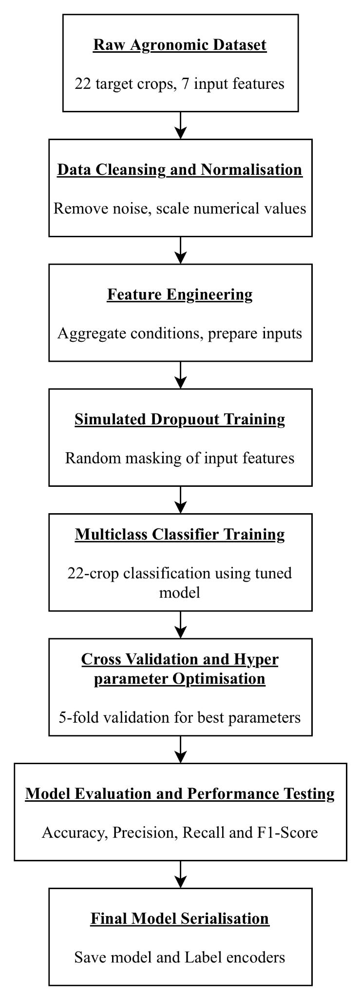 Raw Agronomic Dataset
22 target crops, 7 input features
Data Cleansing and Normalisation
Remove noise, scale numerical values
Feature Engineering
Aggregate conditions, prepare inputs
Simulated Dropuout Training
Random masking of input features
Multiclass Classifier Training
22-crop classification using tuned
model
Cross Validation and Hyper
parameter Optimisation
5-fold validation for best parameters
Model Evaluation and Performance Testing
Accuracy, Precision, Recall and F1-Score
Final Model Serialisation
Save model and Label encoders